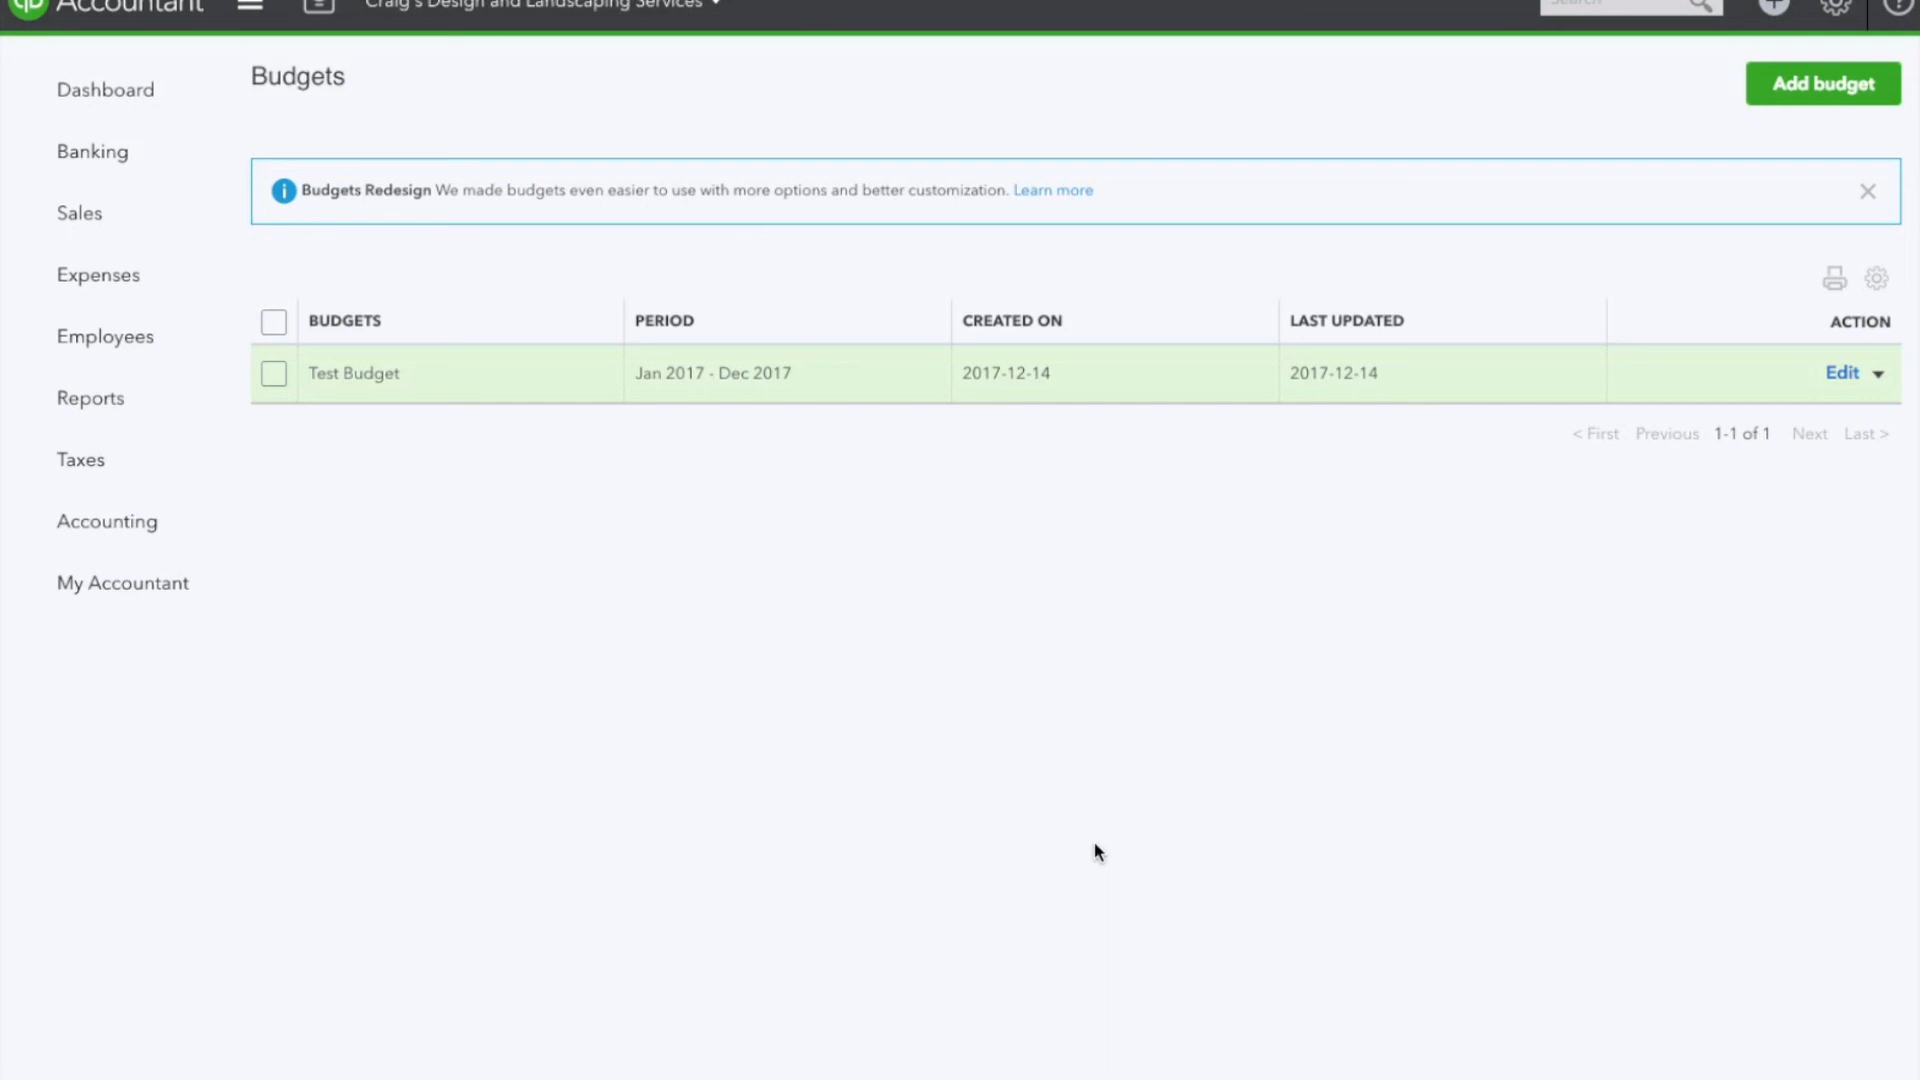 Accountant
Craig's Design and Landscaping Services
Search
Dashboard
Banking
Sales
Expenses
Employees
Reports
Taxes
Accounting
My Accountant
Budgets
Add budget
Budgets Redesign We made budgets even easier to use with more options and better customization. Learn more
BUDGETS PERIOD CREATED ON LAST UPDATED ACTION
Test Budget Jan 2017 - Dec 2017 2017-12-14 2017-12-14 Edit
< First Previous 1-1 of 1 Next Last >